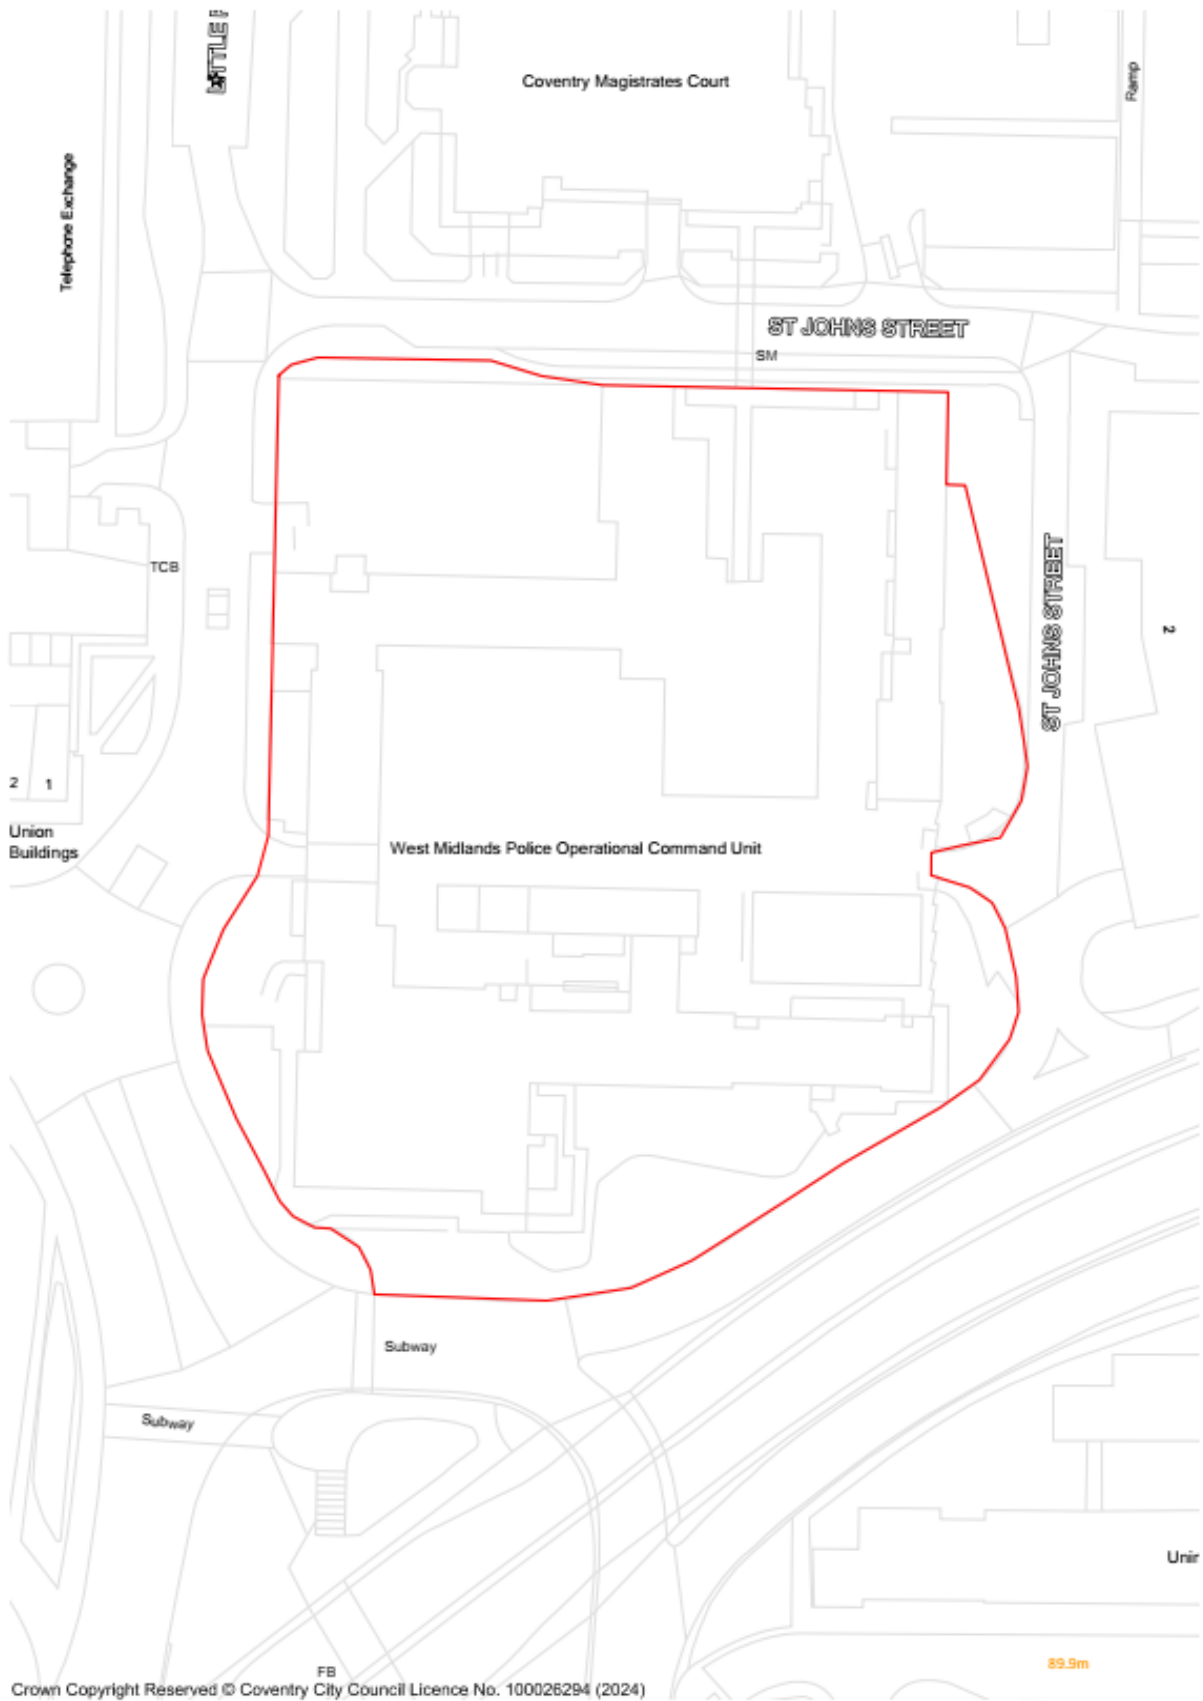 LITTLE
Coventry Magistrates Court
Ramp
Telephone Exchange
ST JOHNS STREET
SM
TCB
ST JOHNS STREET
2
2 1
Union
Buildings
West Midlands Police Operational Command Unit
Subway
Subway
Unir
89.9m
FB
Crown Copyright Reserved © Coventry City Council Licence No. 100026294 (2024)